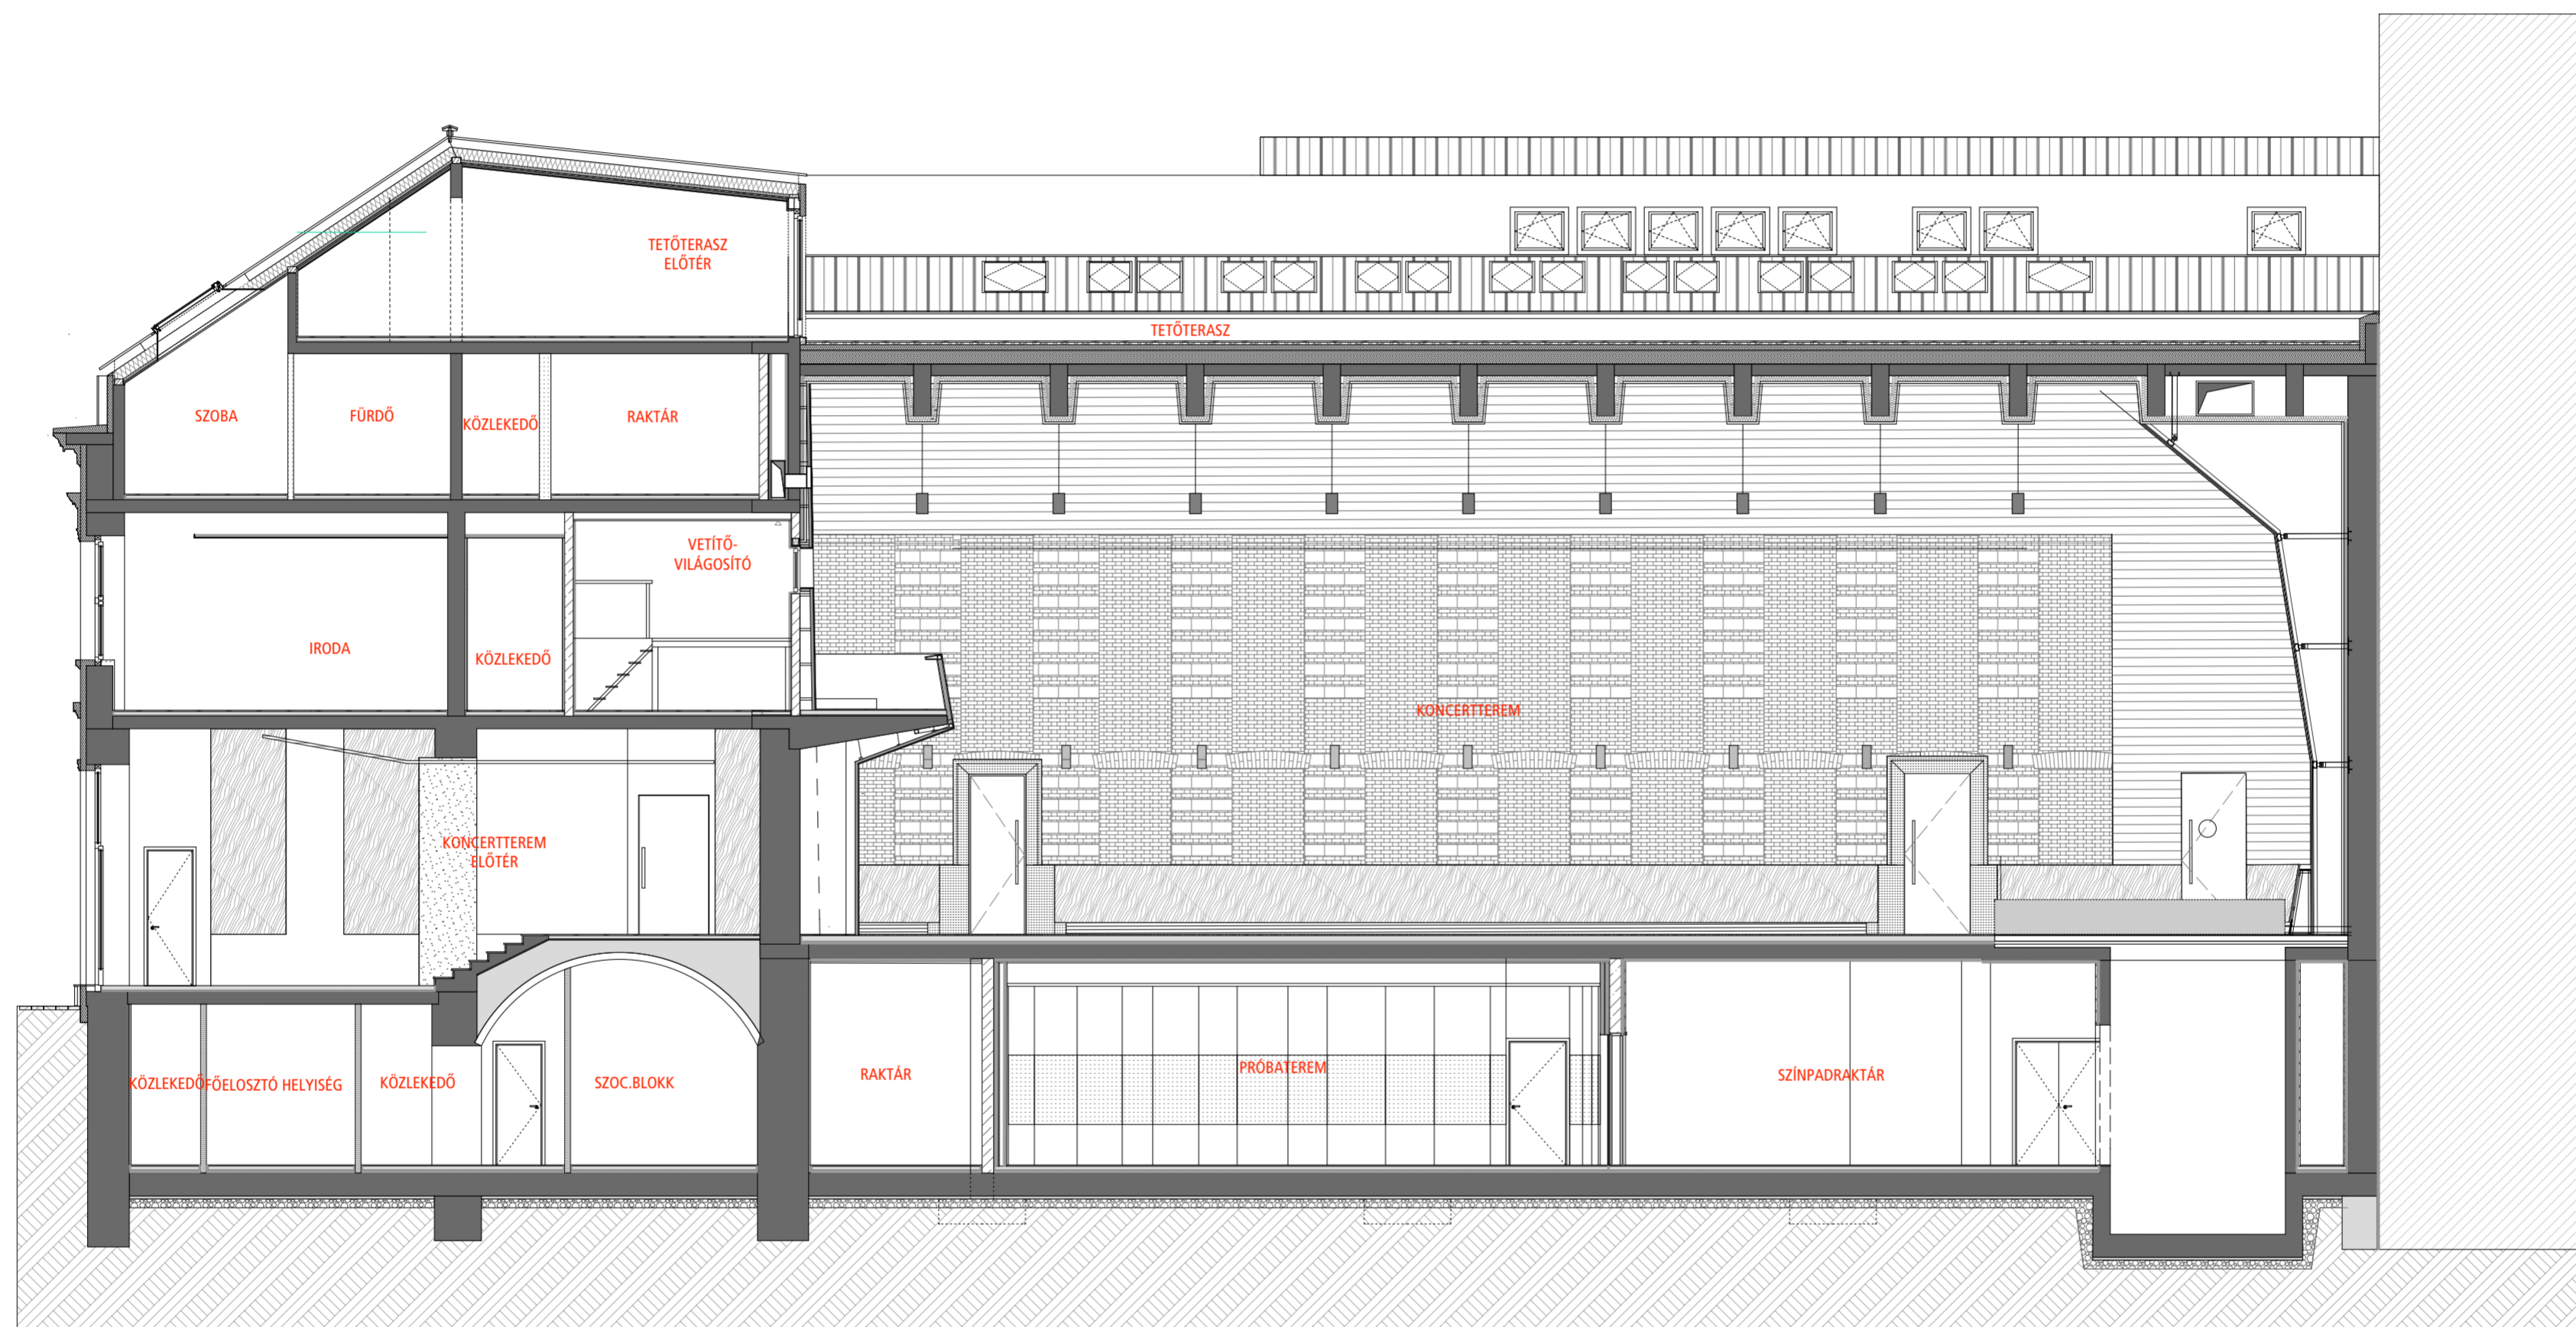 TETŐTERASZ
ELŐTÉR
TETŐTERASZ
SZOBA
FÜRDŐ
KÖZLEKEDŐ
RAKTÁR
VETÍTŐ-
VILÁGOSÍTÓ
IRODA
KÖZLEKEDŐ
KONCERTTEREM
KONCERTTEREM
ELŐTÉR
KÖZLEKEDŐ
FŐELOSZTÓ HELYISÉG
KÖZLEKEDŐ
SZOC.BLOKK
RAKTÁR
PRÓBATEREM
SZÍNPADRAKTÁR